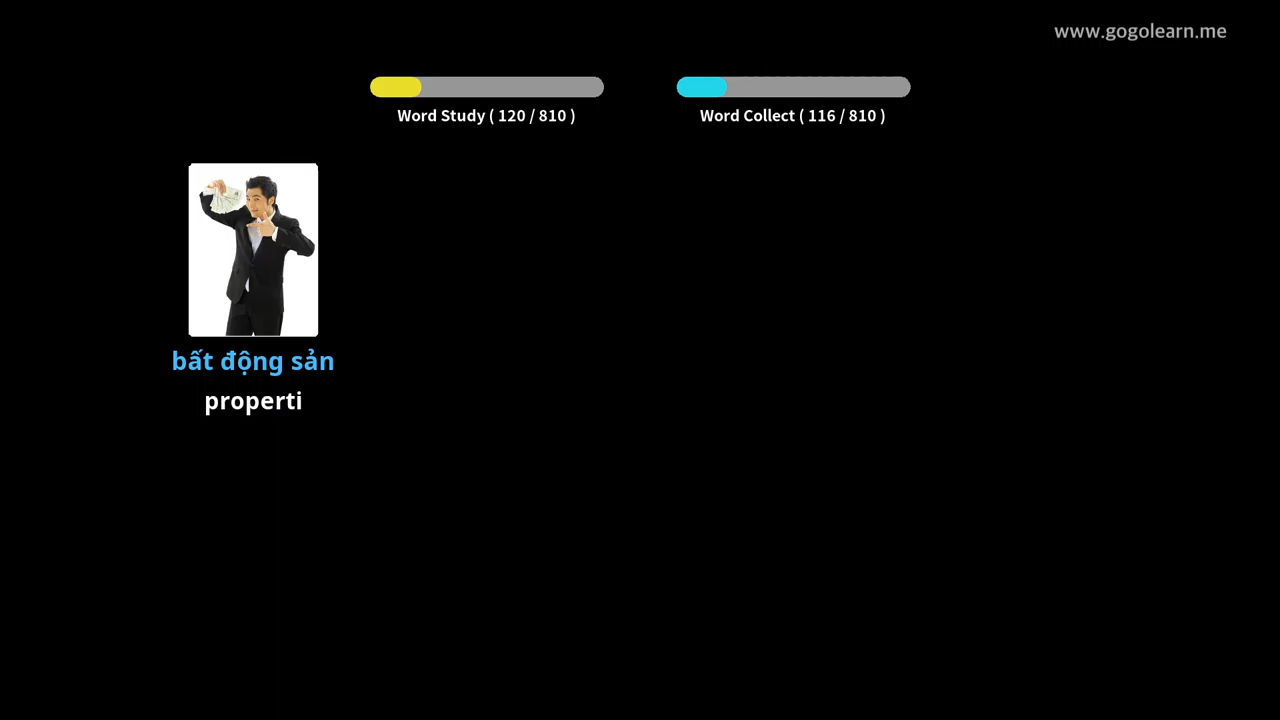 www.gogolearn.me
Word Study ( 120 / 810 )
Word Collect ( 116 / 810 )
bất động sản
properti